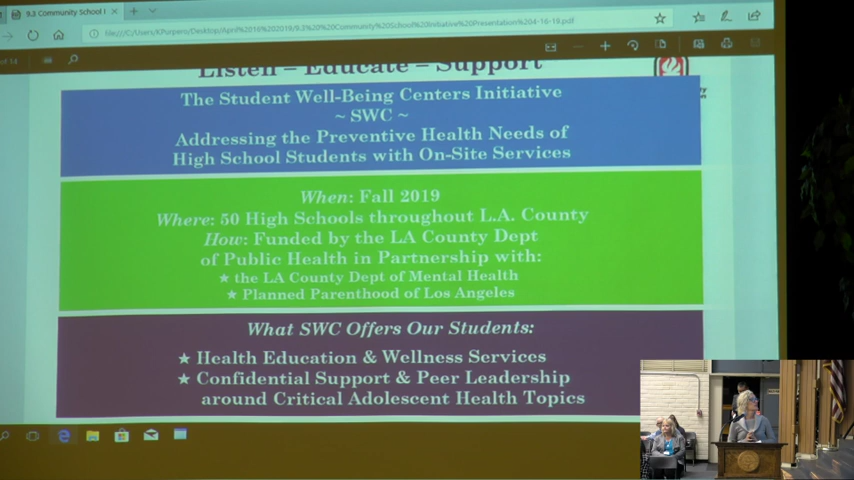 9.3 Community School I
file:///C:/Users/KPurpero/Desktop/April%2016%202019/9.3%20%20Community%20School%20Initiative%20Presentation%204-16-19.pdf
of 54
Listen – Educate – Support
The Student Well-Being Centers Initiative
~ SWC ~
Addressing the Preventive Health Needs of
High School Students with On-Site Services
When: Fall 2019
Where: 50 High Schools throughout L.A. County
How: Funded by the LA County Dept
of Public Health in Partnership with:
★ the LA County Dept of Mental Health
★ Planned Parenthood of Los Angeles
What SWC Offers Our Students:
★ Health Education & Wellness Services
★ Confidential Support & Peer Leadership
around Critical Adolescent Health Topics